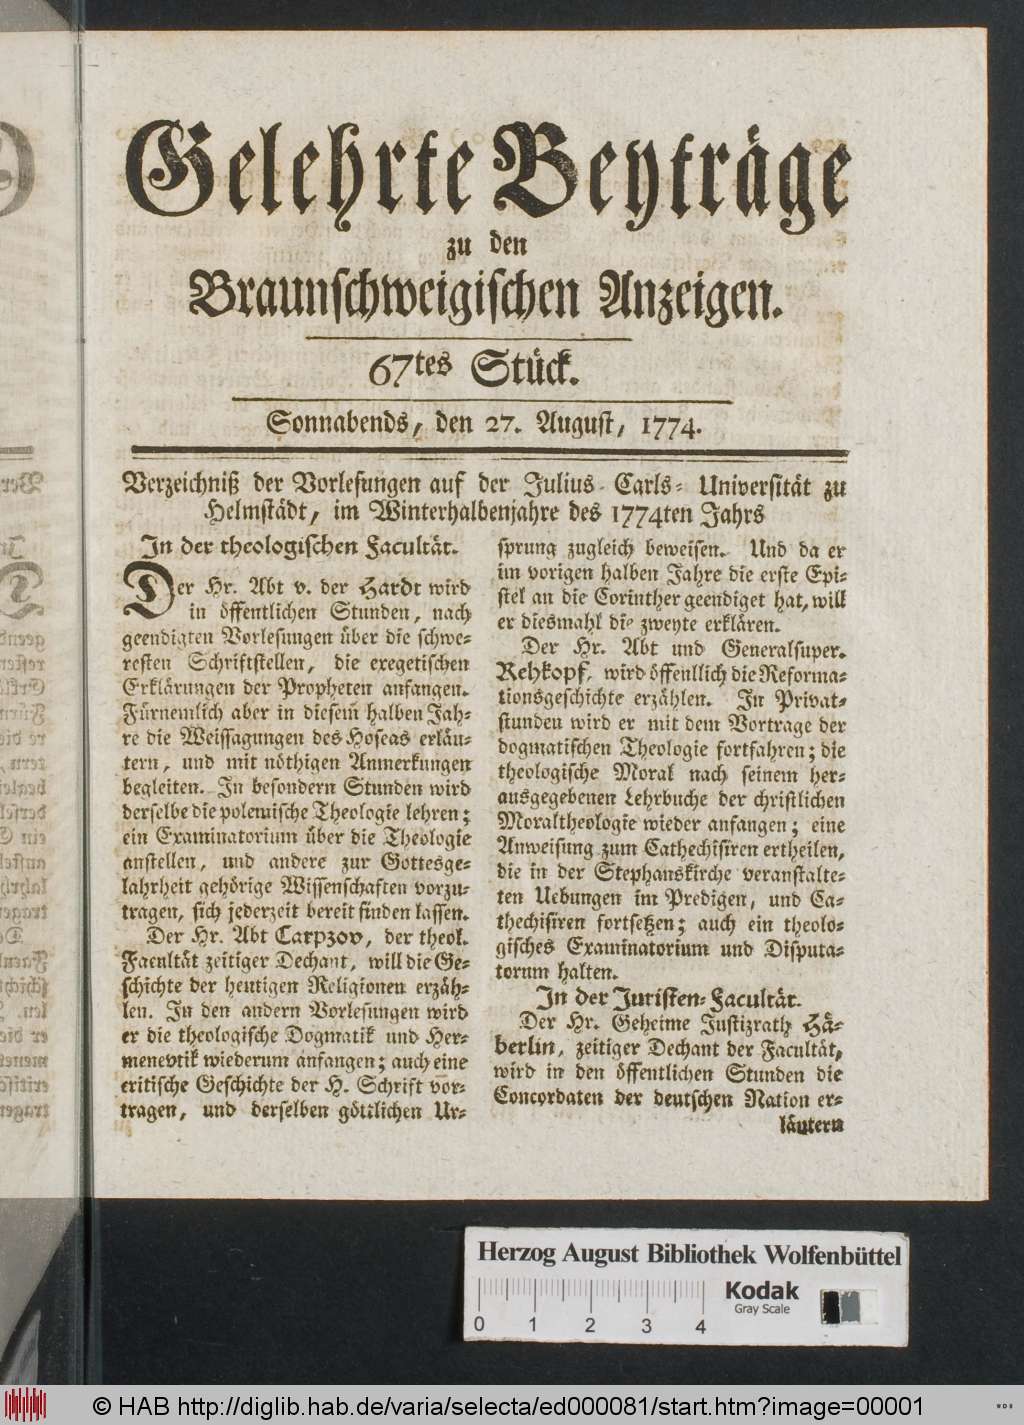 Gelehrte Beyträge
zu den
Braunschweigischen Anzeigen.
67tes Stück.
Sonnabends, den 27. August, 1774.
Verzeichniß der Vorlesungen auf der Julius-Carls-Universität zu
Helmstädt, im Winterhalbenjahre des 1774ten Jahrs
In der theologischen Facultät.
Der Hr. Abt v. der Hardt wird
in öffentlichen Stunden, nach
geendigten Vorlesungen über die schwe-
resten Schriftstellen, die exegetischen
Erklärungen der Propheten anfangen.
Fürnemlich aber in diesem halben Jah-
re die Weissagungen des Hoseas erläu-
tern, und mit nöthigen Anmerkungen
begleiten. In besondern Stunden wird
derselbe die polemische Theologie lehren;
ein Examinatorium über die Theologie
anstellen, und andere zur Gottesge-
lahrheit gehörige Wissenschaften vorzu-
tragen, sich jederzeit bereit finden lassen.
Der Hr. Abt Carpzov, der theol.
Facultät zeitiger Dechant, will die Ge-
schichte der heutigen Religionen erzäh-
len. In den andern Vorlesungen wird
er die theologische Dogmatik und Her-
menevtik wiederum anfangen; auch eine
critische Geschichte der H. Schrift vor-
tragen, und derselben göttlichen Ur-
sprung zugleich beweisen. Und da er
im vorigen halben Jahre die erste Epi-
stel an die Corinther geendiget hat, will
er diesmahl die zweyte erklären.
Der Hr. Abt und Generalsuper.
Rehkopf, wird öffenllich die Reforma-
tionsgeschichte erzählen. In Privat-
stunden wird er mit dem Vortrage der
dogmatischen Theologie fortfahren; die
theologische Moral nach seinem her-
ausgegebenen Lehrbuche der christlichen
Moraltheologie wieder anfangen; eine
Anweisung zum Cathechisiren ertheilen,
die in der Stephanskirche veranstalte-
ten Uebungen im Predigen, und Ca-
thechisiren fortsetzen; auch ein theolo-
gisches Examinatorium und Disputa-
torum halten.
In der Juristen-Facultät.
Der Hr. Geheime Justizrath Hä-
berlin, zeitiger Dechant der Facultät,
wird in den öffentlichen Stunden die
Concordaten der deutschen Nation er-
läutern
Herzog August Bibliothek Wolfenbüttel
Kodak
Gray Scale
0 1 2 3 4
© HAB http://diglib.hab.de/varia/selecta/ed000081/start.htm?image=00001